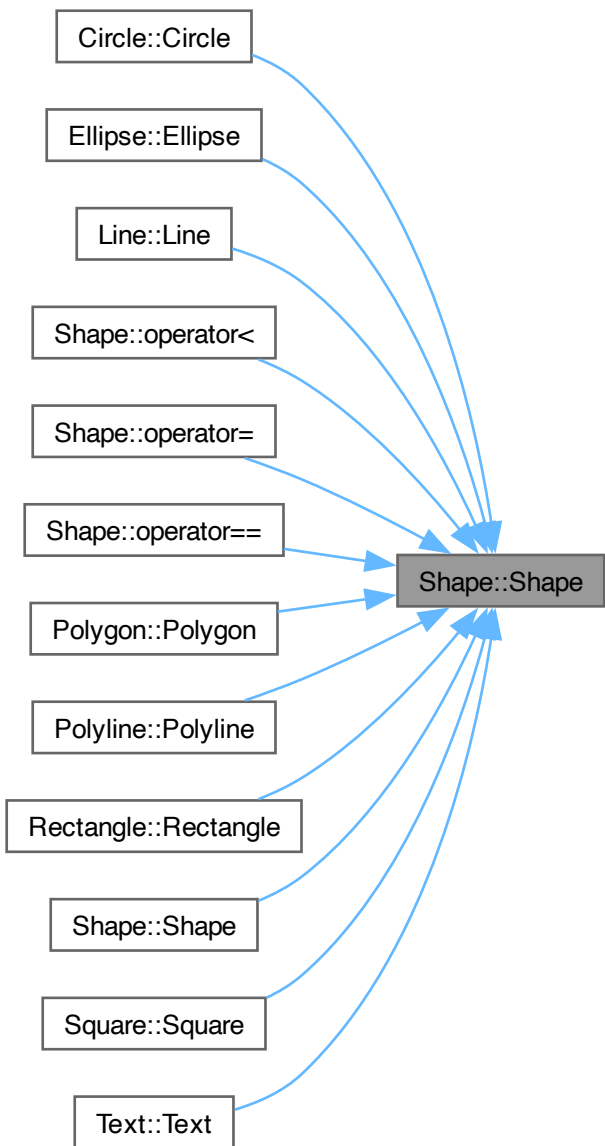 Circle::Circle
Ellipse::Ellipse
Line::Line
Shape::operator<
Shape::operator=
Shape::operator==
Shape::Shape
Polygon::Polygon
Polyline::Polyline
Rectangle::Rectangle
Shape::Shape
Square::Square
Text::Text